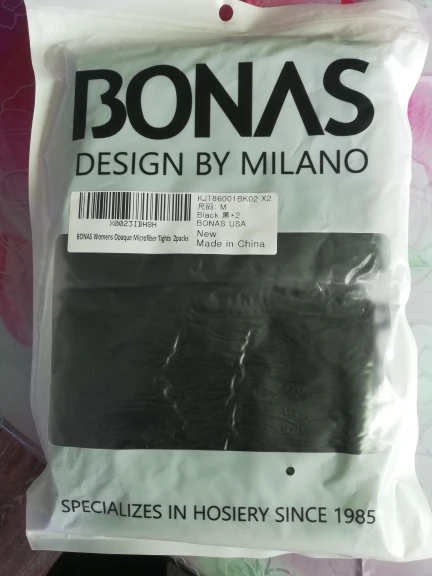 BONAS
DESIGN BY MILANO
X0023IBH8H
BONAS Womens Opaque Microfiber Tights 2packs
KJT86001BK02 X2
尺码: M
Black 黑*2
BONAS USA
New
Made in China
SPECIALIZES IN HOSIERY SINCE 1985